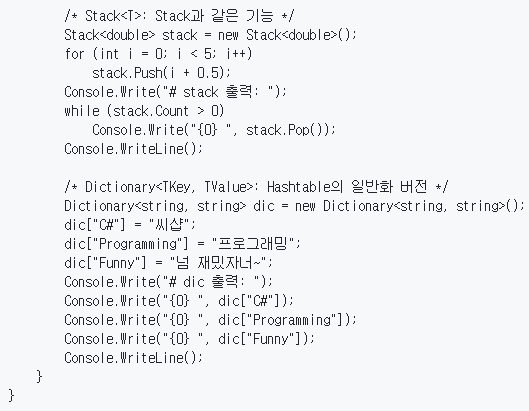 /* Stack<T>: Stack과 같은 기능 */
Stack<double> stack = new Stack<double>();
for (int i = 0; i < 5; i++)
stack.Push(i + 0.5);
Console.Write("# stack 출력: ");
while (stack.Count > 0)
Console.Write("{0} ", stack.Pop());
Console.WriteLine();
/* Dictionary<TKey, TValue>: Hashtable의 일반화 버전 */
Dictionary<string, string> dic = new Dictionary<string, string>();
dic["C#"] = "씨샵";
dic["Programming"] = "프로그래밍";
dic["Funny"] = "넘 재밌자너~";
Console.Write("# dic 출력: ");
Console.Write("{0} ", dic["C#"]);
Console.Write("{0} ", dic["Programming"]);
Console.Write("{0} ", dic["Funny"]);
Console.WriteLine();
}
}